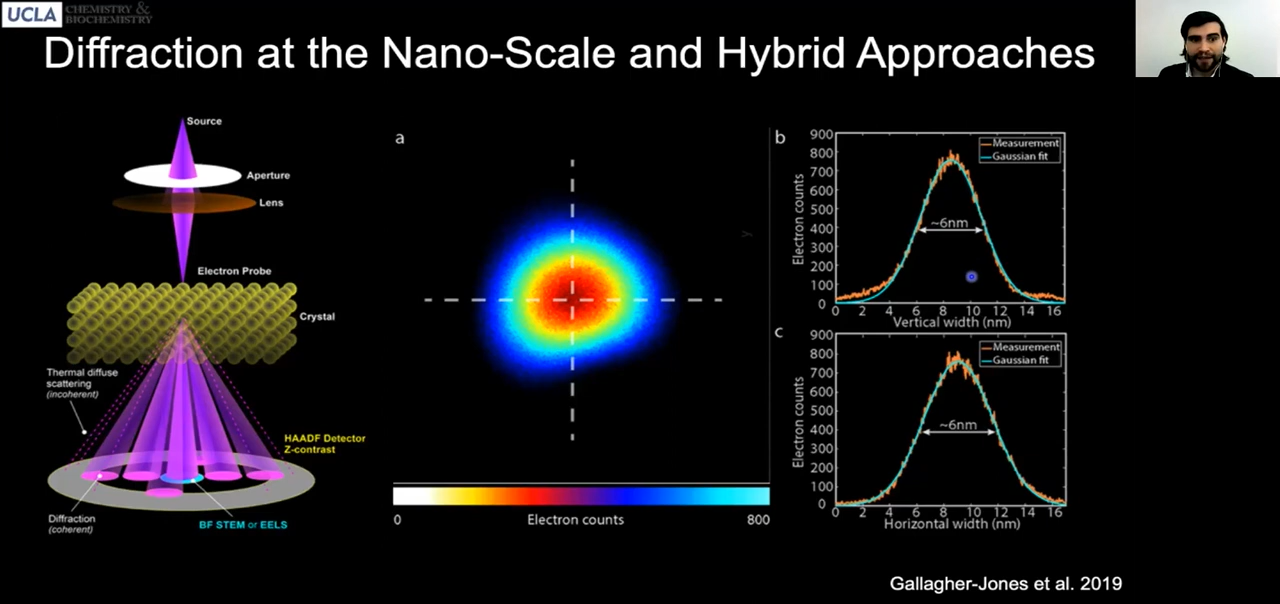 UCLA CHEMISTRY &
BIOCHEMISTRY
Diffraction at the Nano-Scale and Hybrid Approaches
Source
Aperture
Lens
Electron Probe
Crystal
Thermal diffuse
scattering
(incoherent)
HAADF Detector
Z-contrast
Diffraction
(coherent)
BF STEM or EELS
a
y
0
Electron counts
800
b
900
800
700
600
500
400
300
200
100
0
Electron counts
Measurement
Gaussian fit
~6nm
0 2 4 6 8 10 12 14 16
Vertical width (nm)
c
900
800
700
600
500
400
300
200
100
0
Electron counts
Measurement
Gaussian fit
~6nm
0 2 4 6 8 10 12 14 16
Horizontal width (nm)
Gallagher-Jones et al. 2019